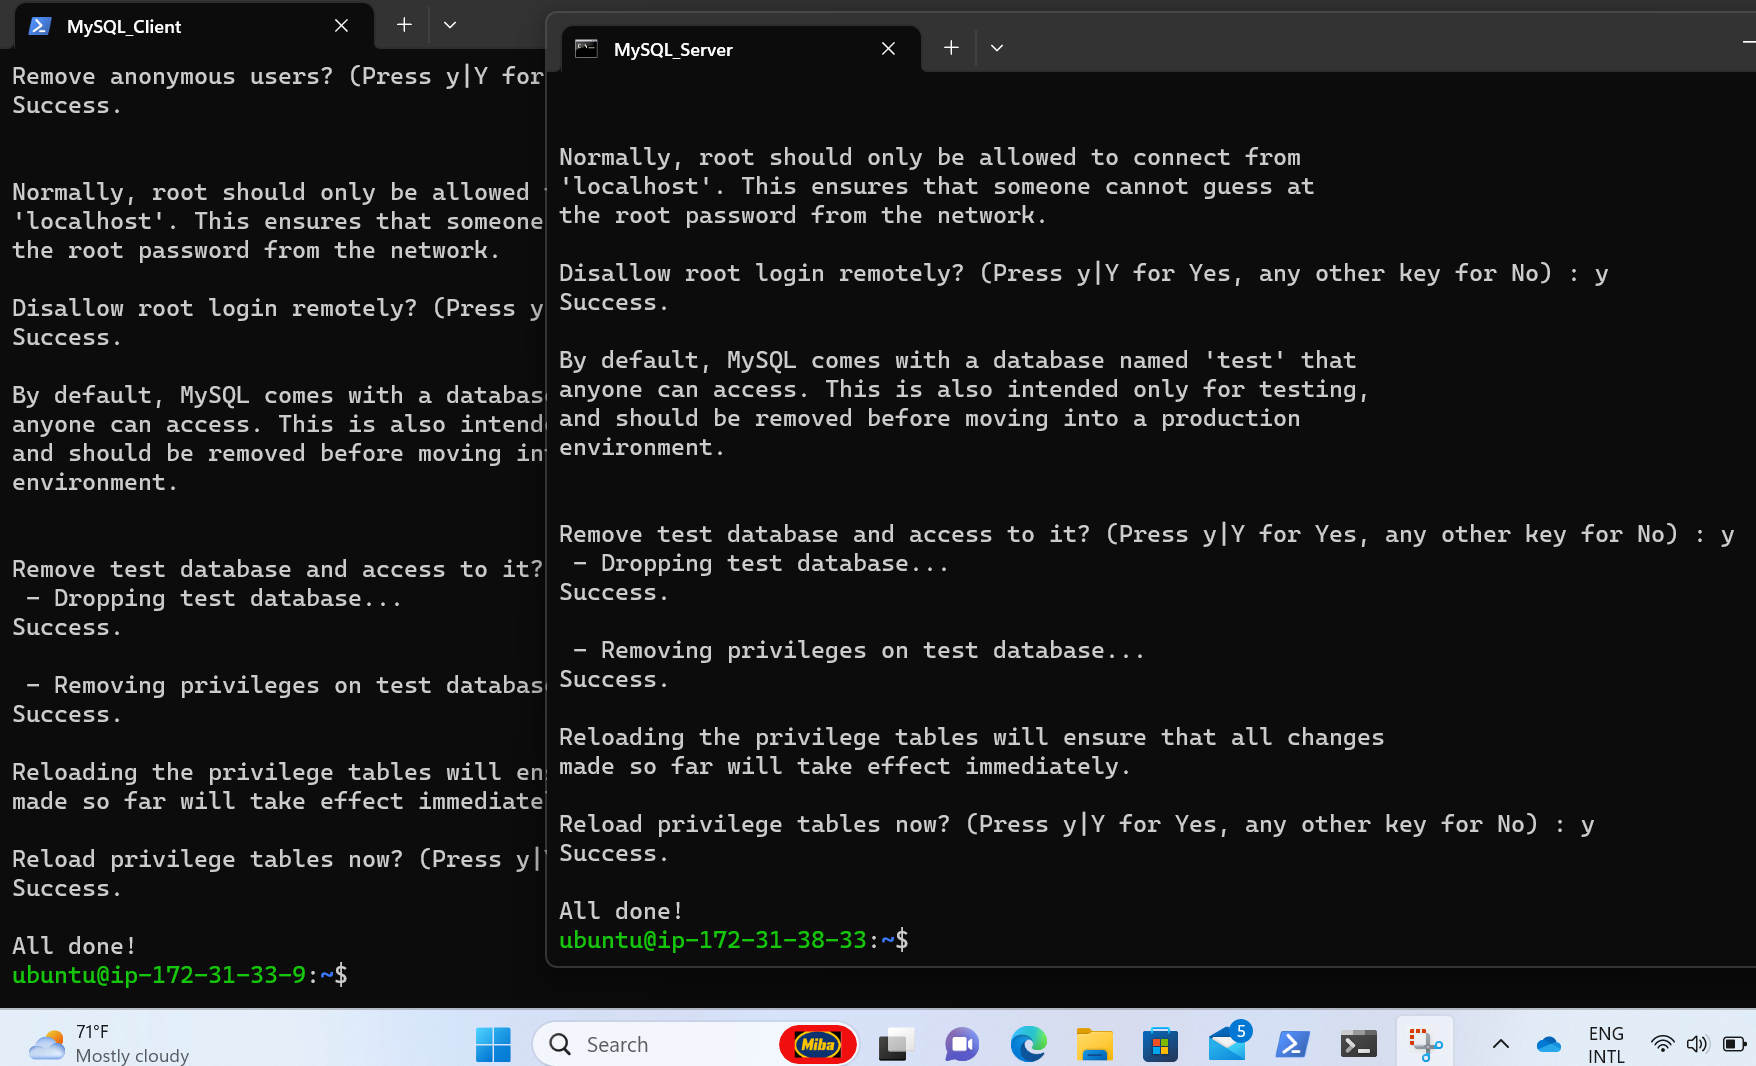 MySQL_Client
Remove anonymous users? (Press y|Y for
Success.
Normally, root should only be allowed
'localhost'. This ensures that someone
the root password from the network.
Disallow root login remotely? (Press y
Success.
By default, MySQL comes with a databas
anyone can access. This is also intend
and should be removed before moving in
environment.
Remove test database and access to it?
 - Dropping test database...
Success.
 - Removing privileges on test databas
Success.
Reloading the privilege tables will en
made so far will take effect immediate
Reload privilege tables now? (Press y|
Success.
All done!
ubuntu@ip-172-31-33-9:~$
MySQL_Server
Normally, root should only be allowed to connect from
'localhost'. This ensures that someone cannot guess at
the root password from the network.
Disallow root login remotely? (Press y|Y for Yes, any other key for No) : y
Success.
By default, MySQL comes with a database named 'test' that
anyone can access. This is also intended only for testing,
and should be removed before moving into a production
environment.
Remove test database and access to it? (Press y|Y for Yes, any other key for No) : y
 - Dropping test database...
Success.
 - Removing privileges on test database...
Success.
Reloading the privilege tables will ensure that all changes
made so far will take effect immediately.
Reload privilege tables now? (Press y|Y for Yes, any other key for No) : y
Success.
All done!
ubuntu@ip-172-31-38-33:~$
71°F
Mostly cloudy
Search
Miba
5
ENG
INTL